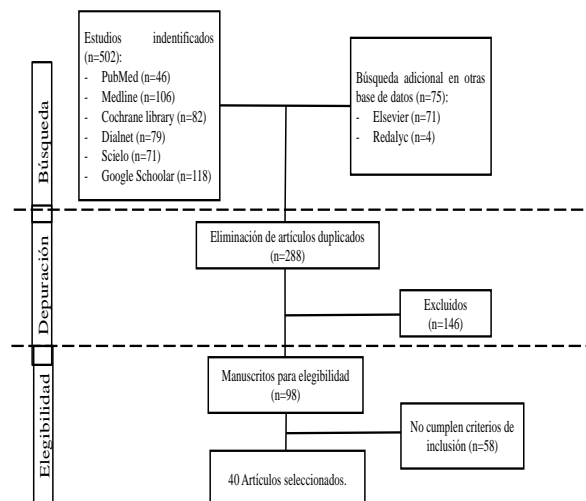 Estudios indentificados
(n=502):
- PubMed (n=46)
- Medline (n=106)
- Cochrane library (n=82)
- Dialnet (n=79)
- Scielo (n=71)
- Google Schoolar (n=118)
Búsqueda adicional en otras
base de datos (n=75):
- Elsevier (n=71)
- Redalyc (n=4)
Búsqueda
Eliminación de artículos duplicados
(n=288)
Excluidos
(n=146)
Depuración
Manuscritos para elegibilidad
(n=98)
No cumplen criterios de
inclusión (n=58)
40 Artículos seleccionados.
Elegibilidad